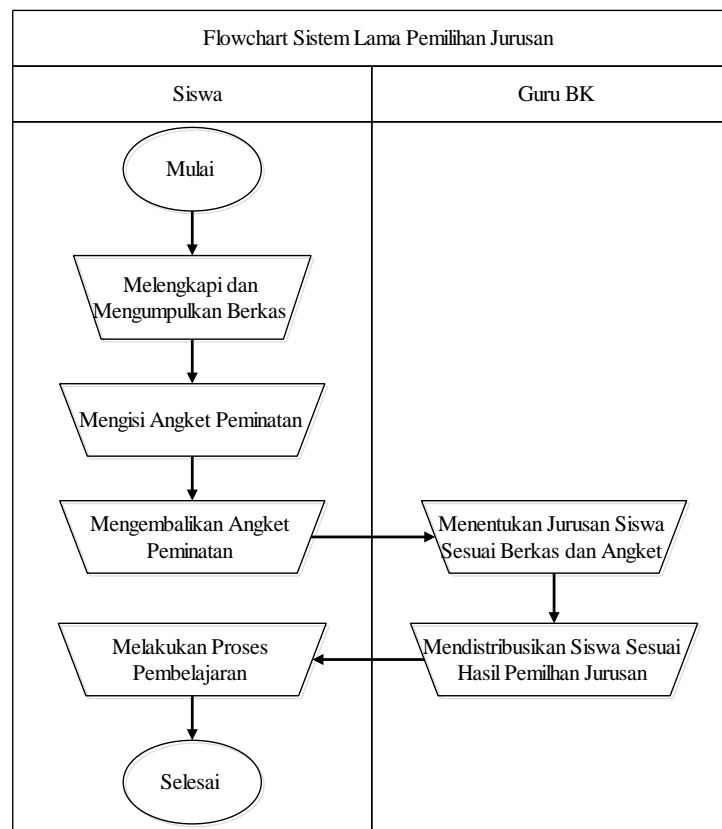 Flowchart Sistem Lama Pemilihan Jurusan
Siswa
Guru BK
Mulai
Melengkapi dan
Mengumpulkan Berkas
Mengisi Angket Peminatan
Mengembalikan Angket
Peminatan
Menentukan Jurusan Siswa
Sesuai Berkas dan Angket
Mendistribusikan Siswa Sesuai
Hasil Pemilhan Jurusan
Melakukan Proses
Pembelajaran
Selesai